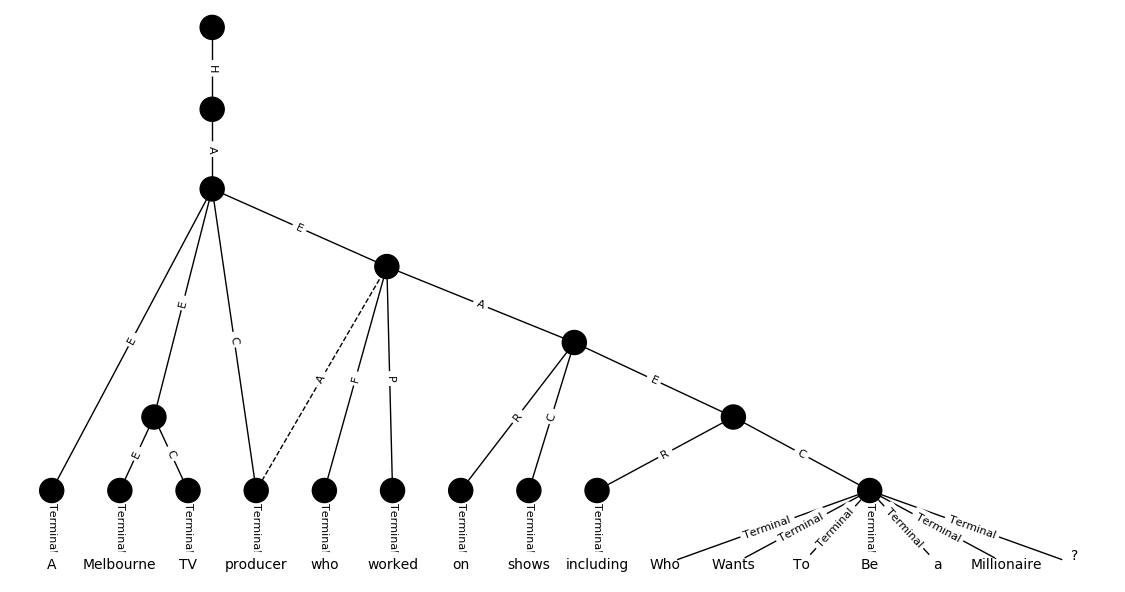 H
A
E
E
E
A
C
A
F
P
E
R
C
E
C
R
C
Terminal Terminal Terminal Terminal Terminal Terminal Terminal Terminal Terminal Terminal Terminal Terminal Terminal Terminal Terminal Terminal
A Melbourne TV producer who worked on shows including Who Wants To Be a Millionaire ?